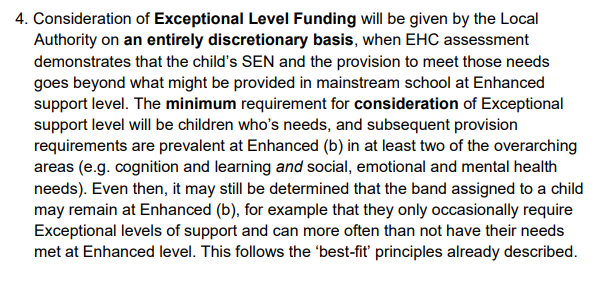 4. Consideration of Exceptional Level Funding will be given by the Local
Authority on an entirely discretionary basis, when EHC assessment
demonstrates that the child's SEN and the provision to meet those needs
goes beyond what might be provided in mainstream school at Enhanced
support level. The minimum requirement for consideration of Exceptional
support level will be children who's needs, and subsequent provision
requirements are prevalent at Enhanced (b) in at least two of the overarching
areas (e.g. cognition and learning and social, emotional and mental health
needs). Even then, it may still be determined that the band assigned to a child
may remain at Enhanced (b), for example that they only occasionally require
Exceptional levels of support and can more often than not have their needs
met at Enhanced level. This follows the 'best-fit' principles already described.